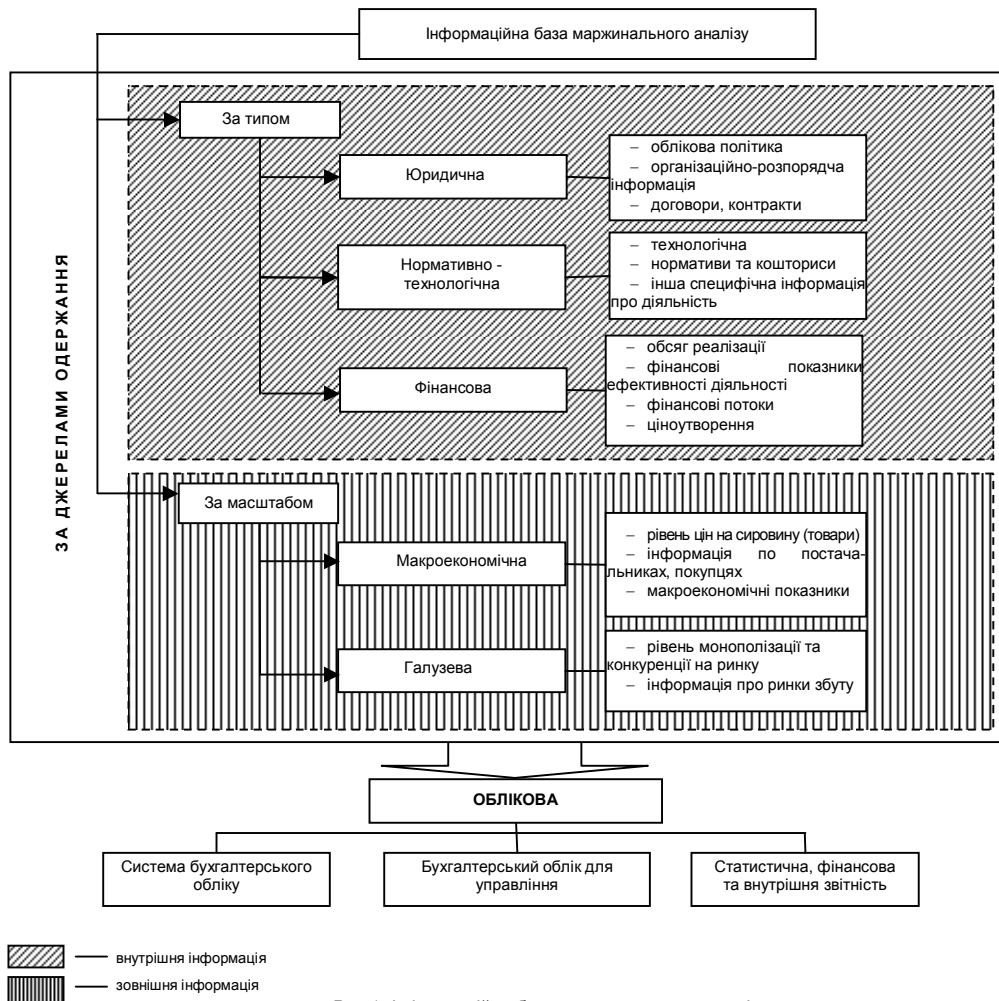 Інформаційна база маржинального аналізу
ЗА ДЖЕРЕЛАМИ ОДЕРЖАННЯ
За типом
Юридична
– облікова політика
– організаційно-розпорядча
інформація
– договори, контракти
Нормативно -
технологічна
– технологічна
– нормативи та кошториси
– інша специфічна інформація
про діяльність
Фінансова
– обсяг реалізації
– фінансові показники
ефективності діяльності
– фінансові потоки
– ціноутворення
За масштабом
Макроекономічна
– рівень цін на сировину (товари)
– інформація по постача-
льниках, покупцях
– макроекономічні показники
Галузева
– рівень монополізації та
конкуренції на ринку
– інформація про ринки збуту
ОБЛІКОВА
Система бухгалтерського
обліку
Бухгалтерський облік для
управління
Статистична, фінансова
та внутрішня звітність
внутрішня інформація
зовнішня інформація